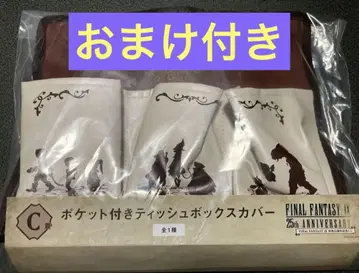 おまけ付き
C賞
ポケット付きティッシュボックスカバー
全1種
FINAL FANTASY IX
25th ANNIVERSARY